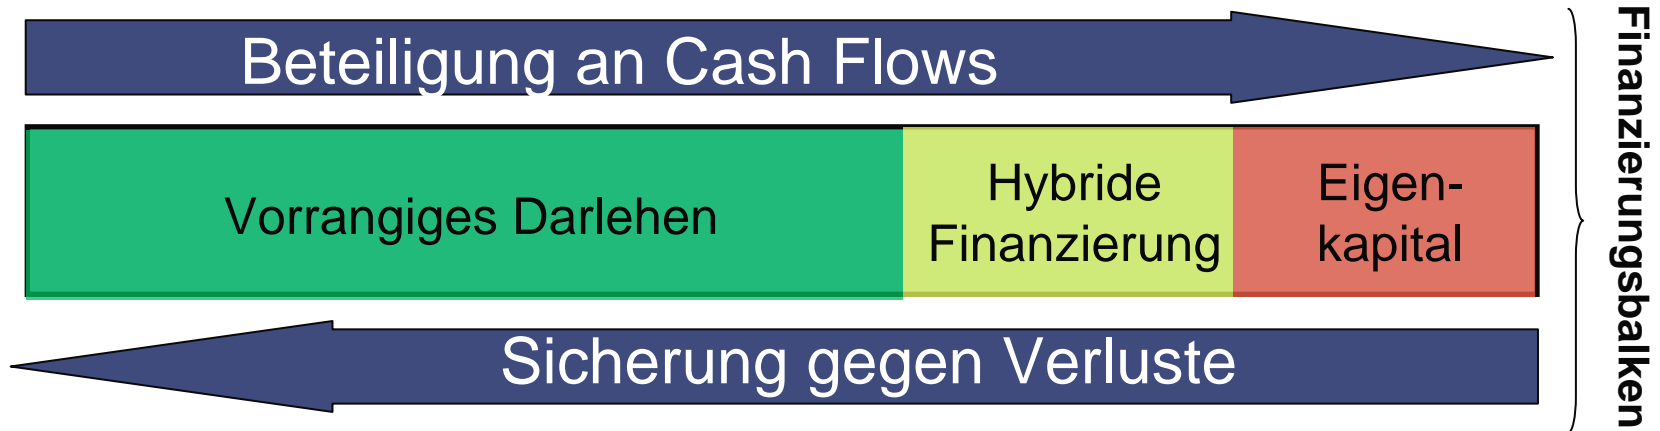 Beteiligung an Cash Flows
Vorrangiges Darlehen
Hybride
Finanzierung
Eigen-
kapital
Sicherung gegen Verluste
Finanzierungsbalken